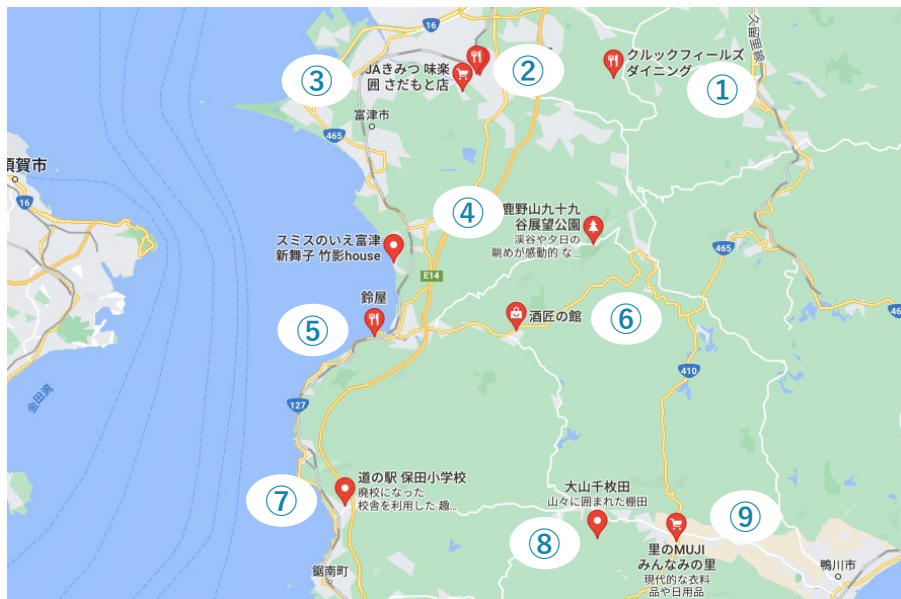 16
久留里線
③
JAきみつ 味楽
囲 さだもと店
②
クルックフィールズ
ダイニング
①
富津市
465
須賀市
16
④
鹿野山九十九
谷展望公園
渓谷や夕日の
眺めが感動的 な...
スミスのいえ富津
新舞子 竹影house
465
E14
鈴屋
⑤
酒匠の館
⑥
46
410
127
金田湾
道の駅 保田小学校
廃校になった
校舎を利用した 趣...
⑦
大山千枚田
山々に囲まれた棚田
⑧
⑨
里のMUJI
みんなみの里
現代的な衣料
品や日用品
鋸南町
鴨川市